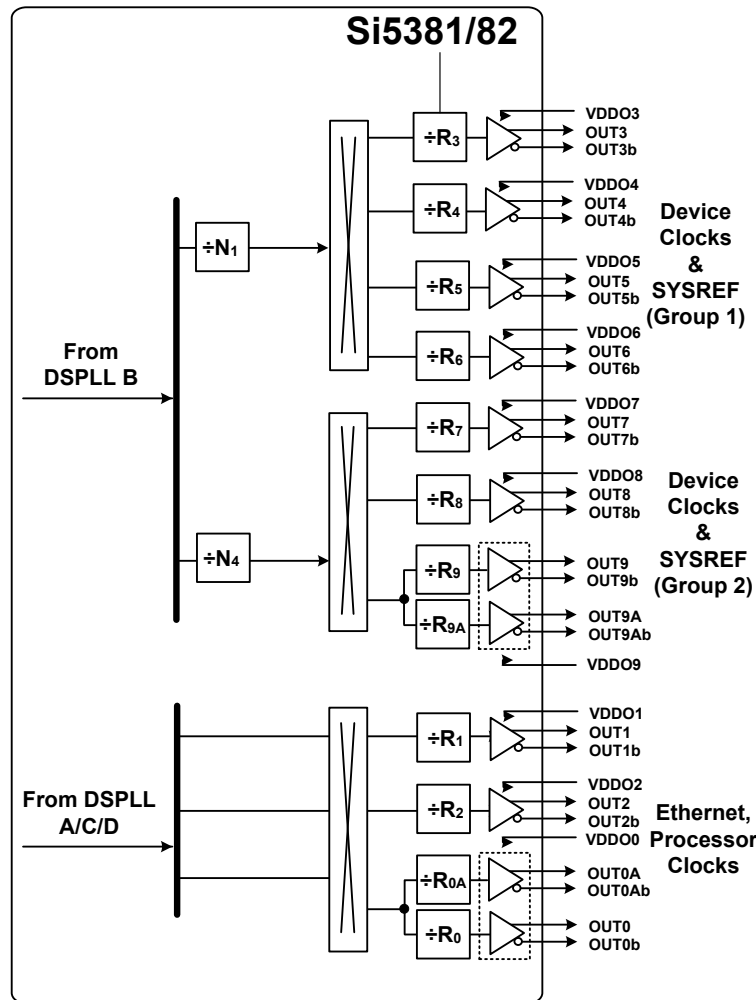 Si5381/82
÷R3
VDDO3
OUT3
OUT3b
÷R4
VDDO4
OUT4
OUT4b
÷N1
÷R5
VDDO5
OUT5
OUT5b
÷R6
VDDO6
OUT6
OUT6b
Device
Clocks
&
SYSREF
(Group 1)
From
DSPLL B
÷R7
VDDO7
OUT7
OUT7b
÷R8
VDDO8
OUT8
OUT8b
÷N4
÷R9
OUT9
OUT9b
÷R9A
OUT9A
OUT9Ab
VDDO9
Device
Clocks
&
SYSREF
(Group 2)
÷R1
VDDO1
OUT1
OUT1b
From DSPLL
A/C/D
÷R2
VDDO2
OUT2
OUT2b
VDDO0
÷R0A
OUT0A
OUT0Ab
÷R0
OUT0
OUT0b
Ethernet,
Processor
Clocks